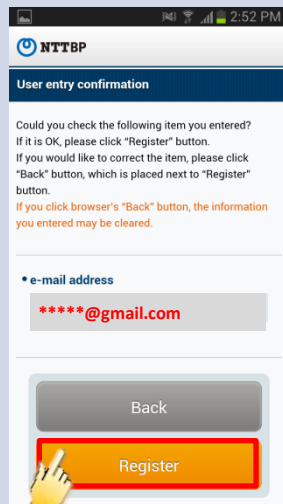 2:52 PM
NTTBP
User entry confirmation
Could you check the following item you entered?
If it is OK, please click “Register” button.
If you would like to correct the item, please click
“Back” button, which is placed next to “Register”
button.
If you click browser's “Back” button, the information
you entered may be cleared.
• e-mail address
*****@gmail.com
Back
Register